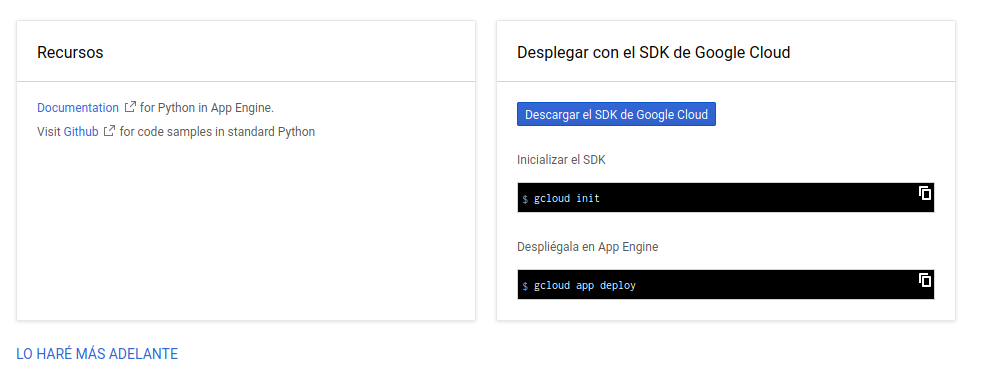 Recursos
Documentation for Python in App Engine.
Visit Github for code samples in standard Python
Desplegar con el SDK de Google Cloud
Descargar el SDK de Google Cloud
Inicializar el SDK
$ gcloud init
Despliégala en App Engine
$ gcloud app deploy
LO HARÉ MÁS ADELANTE